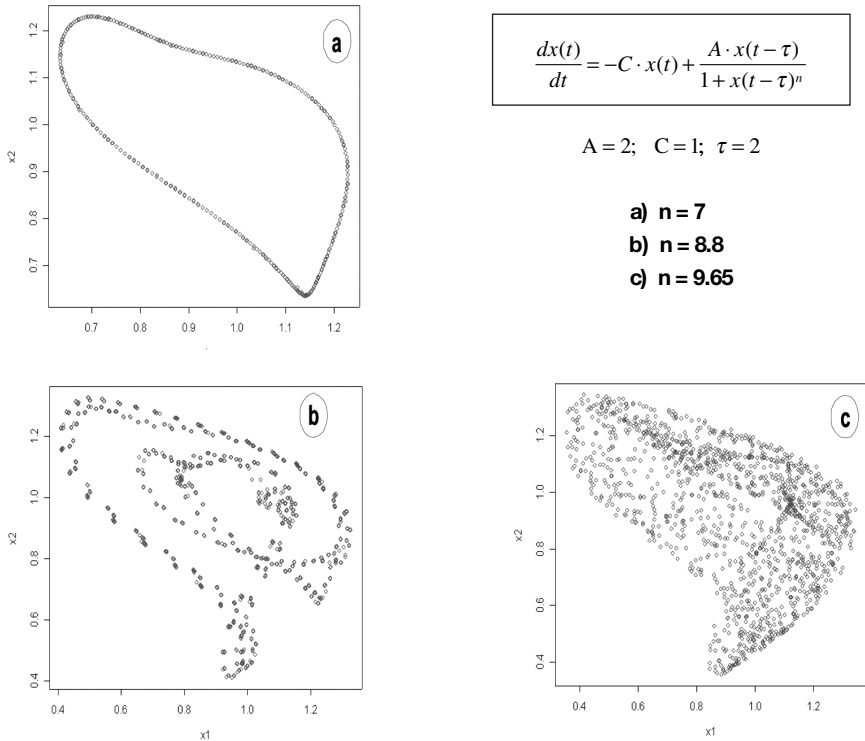 a
x2
0.7 0.8 0.9 1.0 1.1 1.2
0.7 0.8 0.9 1.0 1.1 1.2
dx(t)/dt = −C · x(t) + A · x(t − τ)/1 + x(t − τ)^n
A = 2; C = 1; τ = 2
a) n = 7
b) n = 8.8
c) n = 9.65
b
x2
0.4 0.6 0.8 1.0 1.2
0.4 0.6 0.8 1.0 1.2
x1
c
x2
0.4 0.6 0.8 1.0 1.2
0.4 0.6 0.8 1.0 1.2
x1